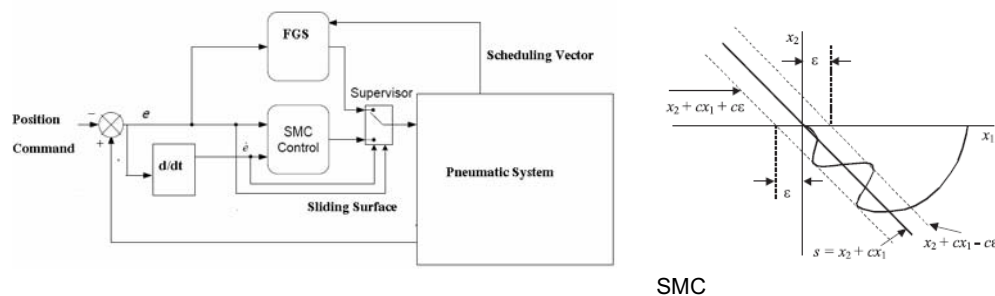 FGS
Scheduling Vector
Supervisor
Position
Command
−
+
e
ė
SMC
Control
d/dt
Sliding Surface
Pneumatic System
x2
ε
x2 + cx1 + cε
x1
ε
s = x2 + cx1
x2 + cx1 – cε
SMC